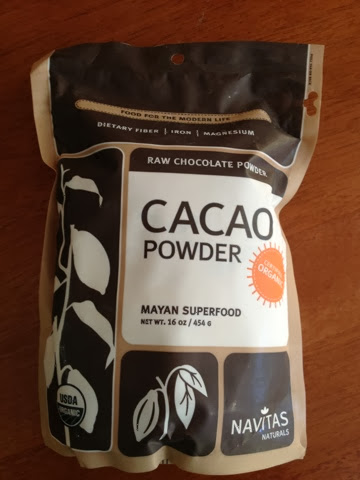 FOOD FOR THE MODERN LIFE
DIETARY FIBER | IRON | MAGNESIUM
RAW CHOCOLATE POWDER
CACAO
POWDER
CERTIFIED
ORGANIC
MAYAN SUPERFOOD
NET WT. 16 oz / 454 G
USDA
ORGANIC
NAVITAS
NATURALS